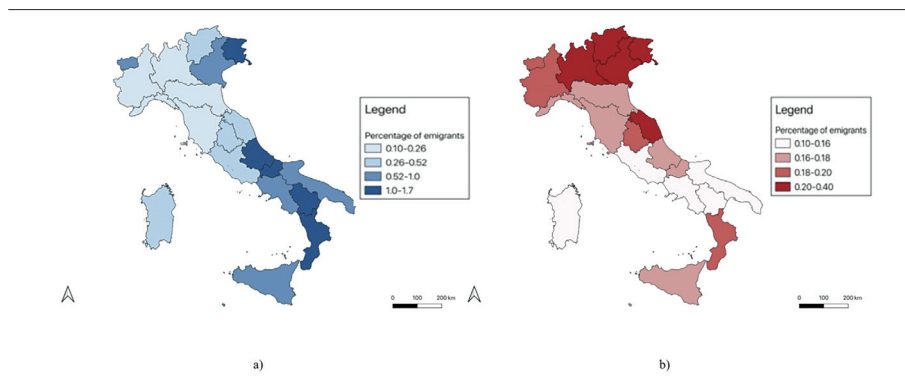 Legend
Percentage of emigrants
0.10-0.26
0.26-0.52
0.52-1.0
1.0-1.7
0 100 200 km
a)
Legend
Percentage of emigrants
0.10-0.16
0.16-0.18
0.18-0.20
0.20-0.40
0 100 200 km
b)